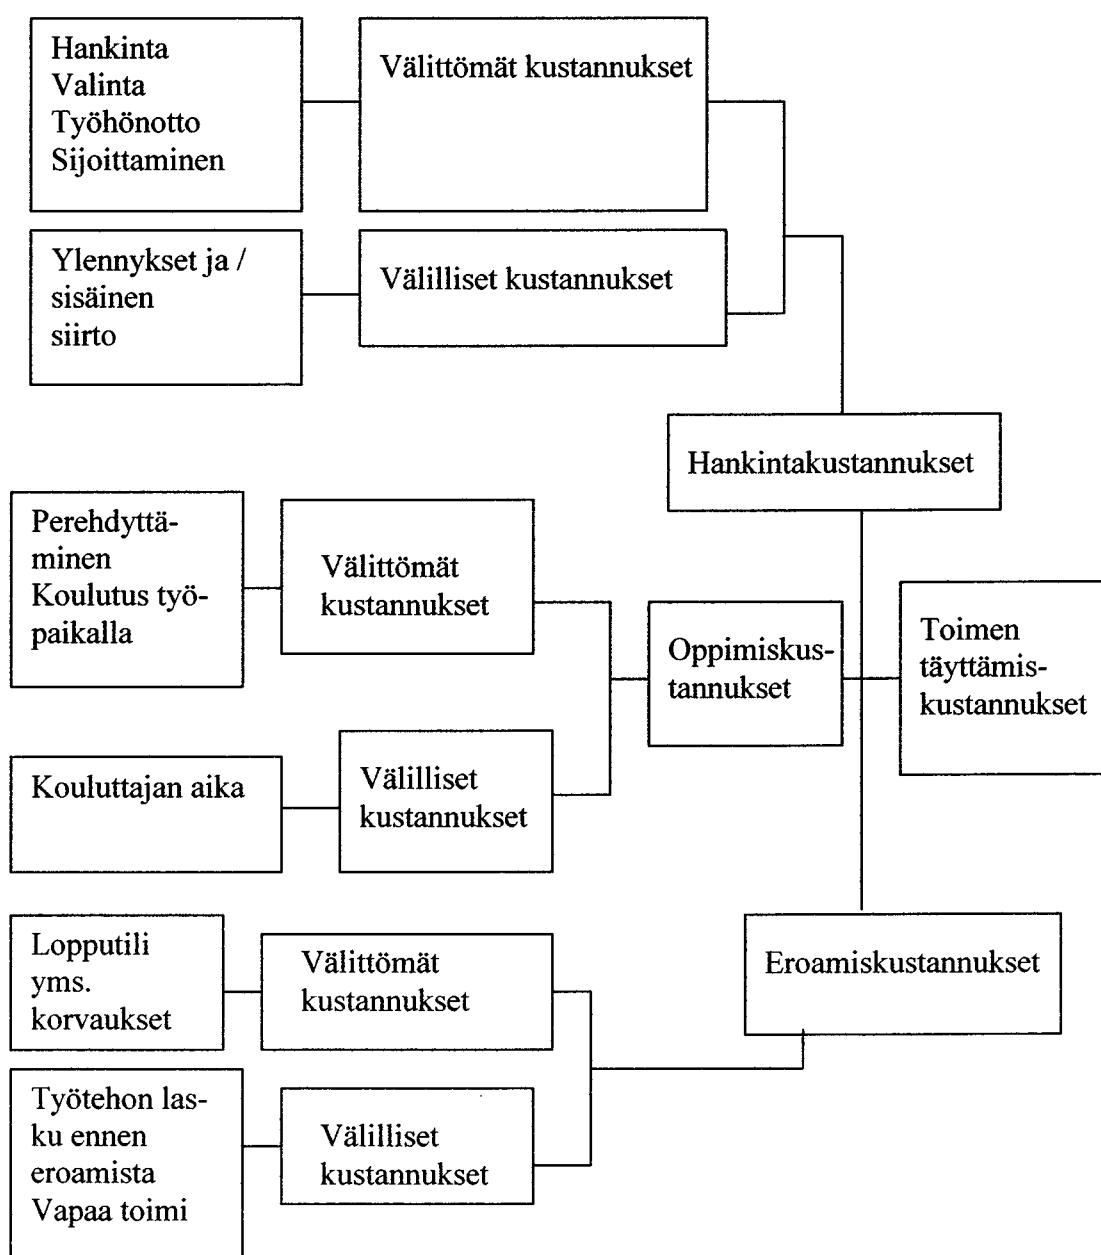 Hankinta
Valinta
Työhönotto
Sijoittaminen
Välittömät kustannukset
Ylennykset ja /
sisäinen
siirto
Välilliset kustannukset
Hankintakustannukset
Perehdyttä-
minen
Koulutus työ-
paikalla
Välittömät
kustannukset
Oppimiskus-
tannukset
Toimen
täyttämis-
kustannukset
Kouluttajan aika
Välilliset
kustannukset
Lopputili
yms.
korvaukset
Välittömät
kustannukset
Eroamiskustannukset
Työtehon las-
ku ennen
eroamista
Vapaa toimi
Välilliset
kustannukset